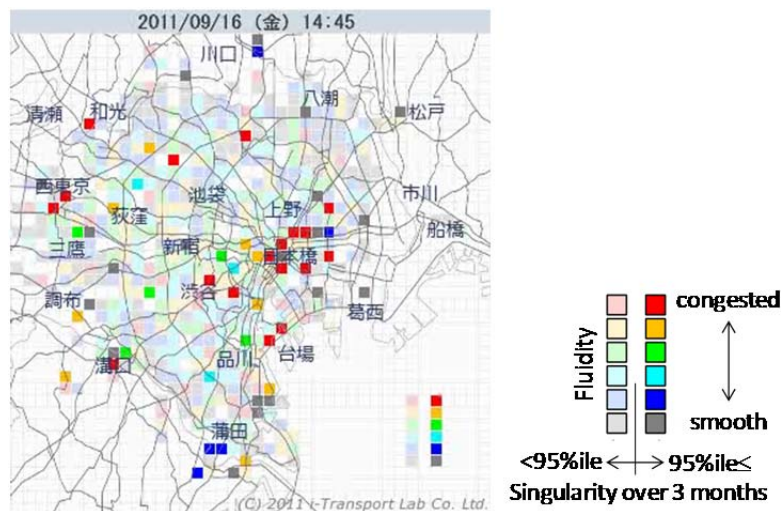 2011/09/16 (金) 14:45
川口
八潮
清瀬
和光
松戸
西東京
池袋
市川
荻窪
上野
船橋
三鷹
新宿
日本橋
渋谷
調布
葛西
溝口
品川
台場
蒲田
(C) 2011 i-Transport Lab Co. Ltd.
Fluidity
congested
smooth
<95%ile
95%ile≤
Singularity over 3 months